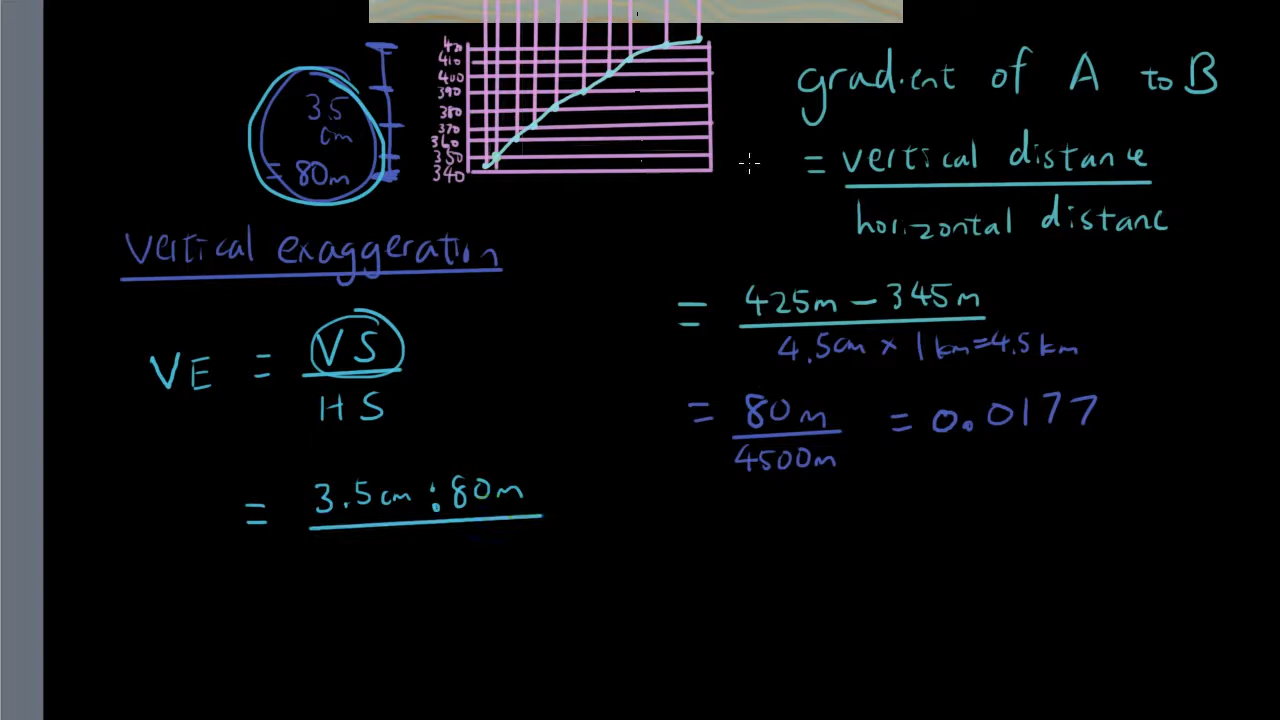 3.5
cm
= 80m
420
410
400
390
380
370
360
350
340
gradient of A to B
= vertical distance
horizontal distanc
vertical exaggeration
= 425m – 345m
4.5cm × 1km=4.5km
VE = VS
HS
= 80m = 0.0177
4500m
= 3.5cm : 80m